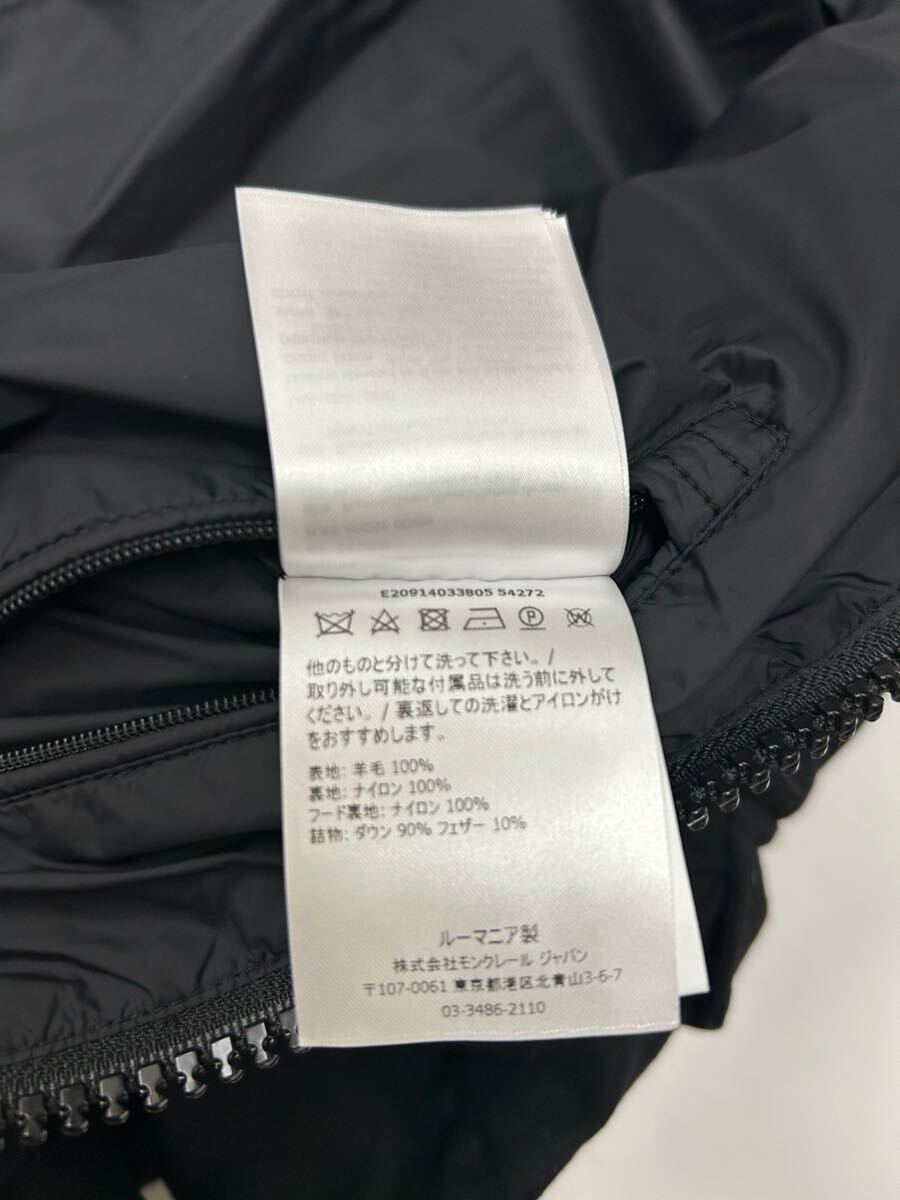 E20914033805 54272
他のものと分けて洗って下さい。/
取り外し可能な付属品は洗う前に外して
ください。/ 裏返しての洗濯とアイロンがけ
をおすすめします。
表地: 羊毛 100%
裏地: ナイロン 100%
フード裏地: ナイロン 100%
詰物: ダウン 90% フェザー 10%
ルーマニア製
株式会社モンクレール ジャパン
〒107-0061 東京都港区北青山3-6-7
03-3486-2110